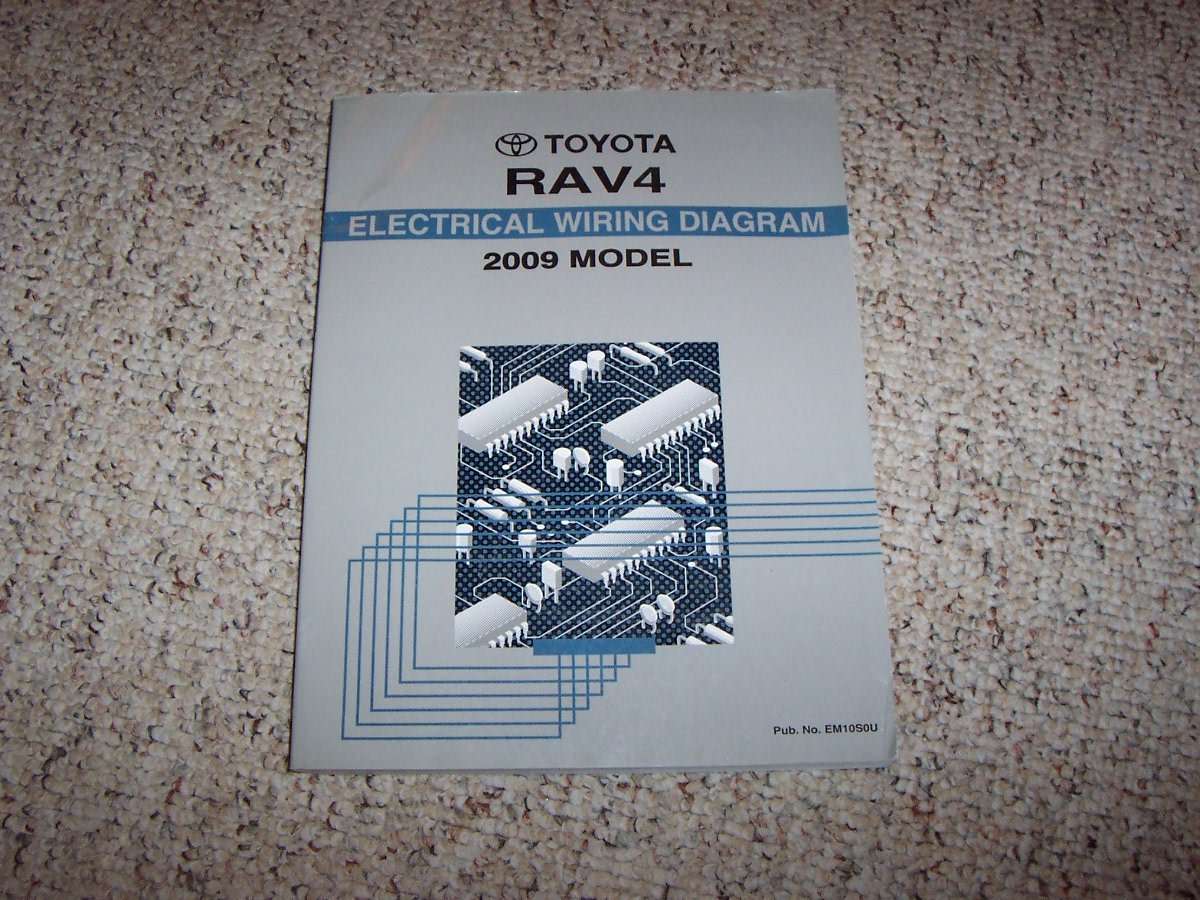 TOYOTA
RAV4
ELECTRICAL WIRING DIAGRAM
2009 MODEL
Pub. No. EM10S0U